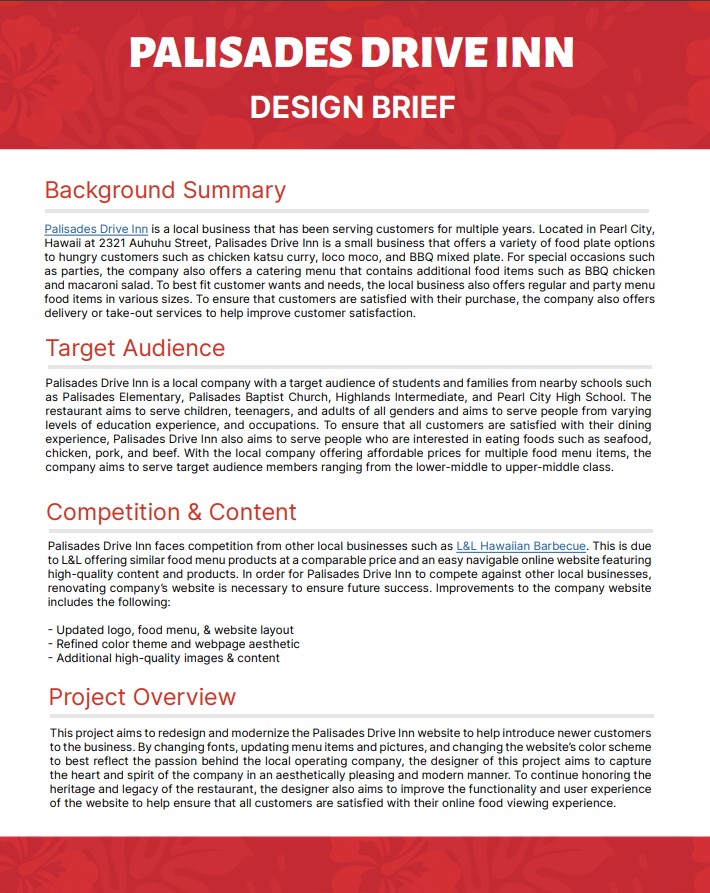 PALISADES DRIVE INN
DESIGN BRIEF
Background Summary
Palisades Drive Inn is a local business that has been serving customers for multiple years. Located in Pearl City,
Hawaii at 2321 Auhuhu Street, Palisades Drive Inn is a small business that offers a variety of food plate options
to hungry customers such as chicken katsu curry, loco moco, and BBQ mixed plate. For special occasions such
as parties, the company also offers a catering menu that contains additional food items such as BBQ chicken
and macaroni salad. To best fit customer wants and needs, the local business also offers regular and party menu
food items in various sizes. To ensure that customers are satisfied with their purchase, the company also offers
delivery or take-out services to help improve customer satisfaction.
Target Audience
Palisades Drive Inn is a local company with a target audience of students and families from nearby schools such
as Palisades Elementary, Palisades Baptist Church, Highlands Intermediate, and Pearl City High School. The
restaurant aims to serve children, teenagers, and adults of all genders and aims to serve people from varying
levels of education experience, and occupations. To ensure that all customers are satisfied with their dining
experience, Palisades Drive Inn also aims to serve people who are interested in eating foods such as seafood,
chicken, pork, and beef. With the local company offering affordable prices for multiple food menu items, the
company aims to serve target audience members ranging from the lower-middle to upper-middle class.
Competition & Content
Palisades Drive Inn faces competition from other local businesses such as L&L Hawaiian Barbecue. This is due
to L&L offering similar food menu products at a comparable price and an easy navigable online website featuring
high-quality content and products. In order for Palisades Drive Inn to compete against other local businesses,
renovating company's website is necessary to ensure future success. Improvements to the company website
includes the following:
- Updated logo, food menu, & website layout
- Refined color theme and webpage aesthetic
- Additional high-quality images & content
Project Overview
This project aims to redesign and modernize the Palisades Drive Inn website to help introduce newer customers
to the business. By changing fonts, updating menu items and pictures, and changing the website's color scheme
to best reflect the passion behind the local operating company, the designer of this project aims to capture
the heart and spirit of the company in an aesthetically pleasing and modern manner. To continue honoring the
heritage and legacy of the restaurant, the designer also aims to improve the functionality and user experience
of the website to help ensure that all customers are satisfied with their online food viewing experience.